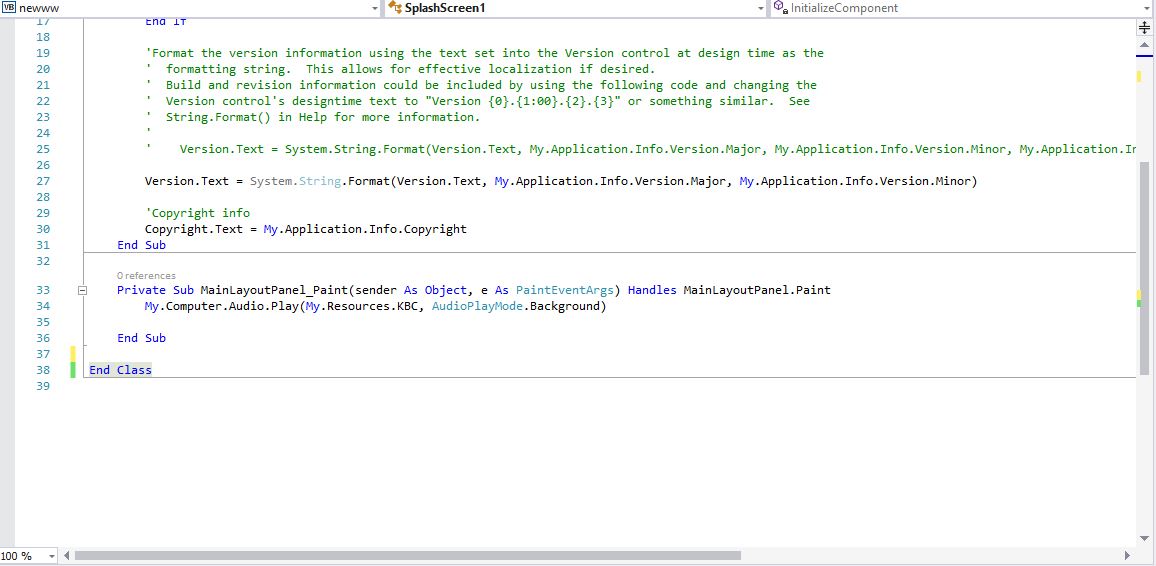 newww SplashScreen1 InitializeComponent
17 End If
18
19 'Format the version information using the text set into the Version control at design time as the
20 '  formatting string.  This allows for effective localization if desired.
21 '  Build and revision information could be included by using the following code and changing the
22 '  Version control's designtime text to "Version {0}.{1:00}.{2}.{3}" or something similar.  See
23 '  String.Format() in Help for more information.
24 '
25 '    Version.Text = System.String.Format(Version.Text, My.Application.Info.Version.Major, My.Application.Info.Version.Minor, My.Application.In
26
27 Version.Text = System.String.Format(Version.Text, My.Application.Info.Version.Major, My.Application.Info.Version.Minor)
28
29 'Copyright info
30 Copyright.Text = My.Application.Info.Copyright
31 End Sub
32
0 references
33 Private Sub MainLayoutPanel_Paint(sender As Object, e As PaintEventArgs) Handles MainLayoutPanel.Paint
34 My.Computer.Audio.Play(My.Resources.KBC, AudioPlayMode.Background)
35
36 End Sub
37
38 End Class
39
100 %